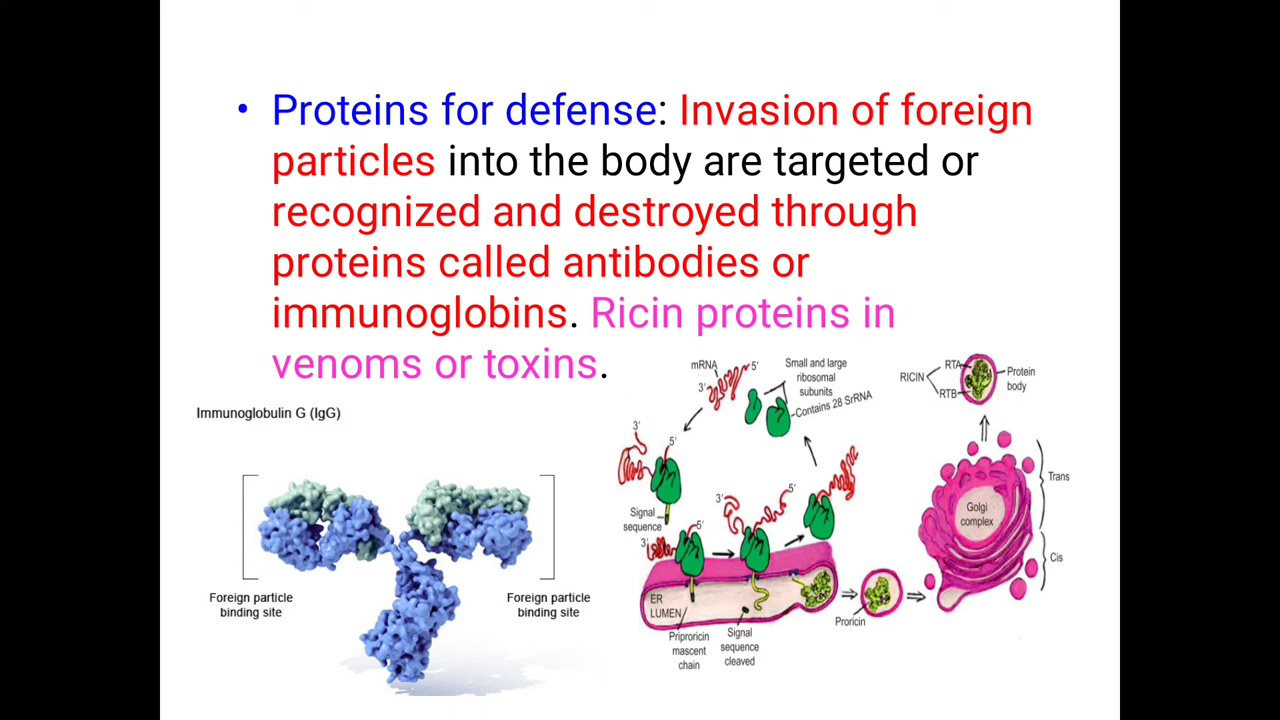 • Proteins for defense: Invasion of foreign
particles into the body are targeted or
recognized and destroyed through
proteins called antibodies or
immunoglobins. Ricin proteins in
venoms or toxins.
Immunoglobulin G (IgG)
Foreign particle
binding site
Foreign particle
binding site
mRNA
5'
3'
Small and large
ribosomal
subunits
Contains 28 SrRNA
3'
5'
Signal
sequence
3'
5'
3'
5'
ER
LUMEN
Priproricin
mascent
chain
Signal
sequence
cleaved
Proricin
RICIN
RTA
RTB
Protein
body
Golgi
complex
Trans
Cis